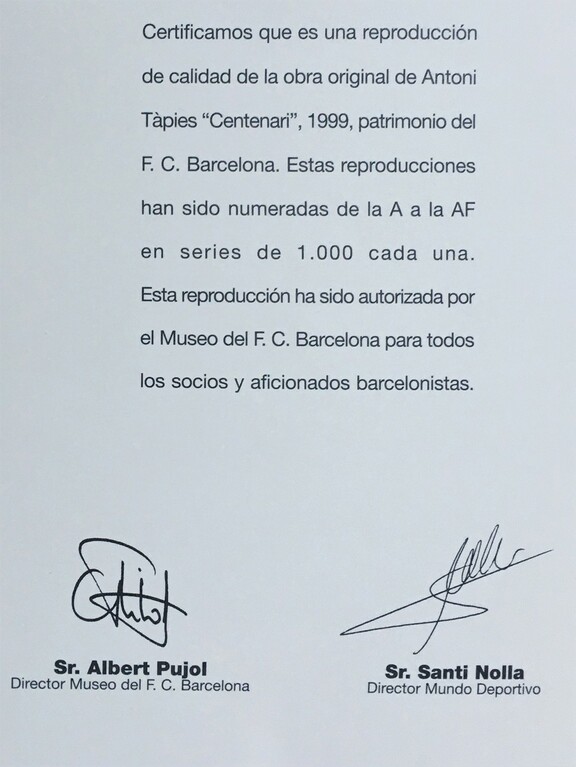 Certificamos que es una reproducción
de calidad de la obra original de Antoni
Tàpies “Centenari”, 1999, patrimonio del
F. C. Barcelona. Estas reproducciones
han sido numeradas de la A a la AF
en series de 1.000 cada una.
Esta reproducción ha sido autorizada por
el Museo del F. C. Barcelona para todos
los socios y aficionados barcelonistas.
Sr. Albert Pujol
Director Museo del F. C. Barcelona
Sr. Santi Nolla
Director Mundo Deportivo